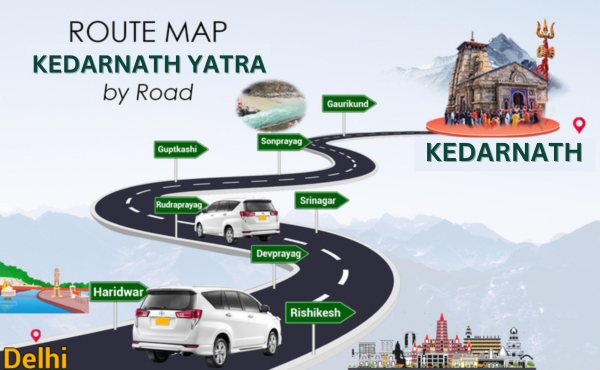 ROUTE MAP
KEDARNATH YATRA
by Road
Gaurikund
Sonprayag
Guptkashi
KEDARNATH
Rudraprayag
Srinagar
Devprayag
Haridwar
Rishikesh
Delhi